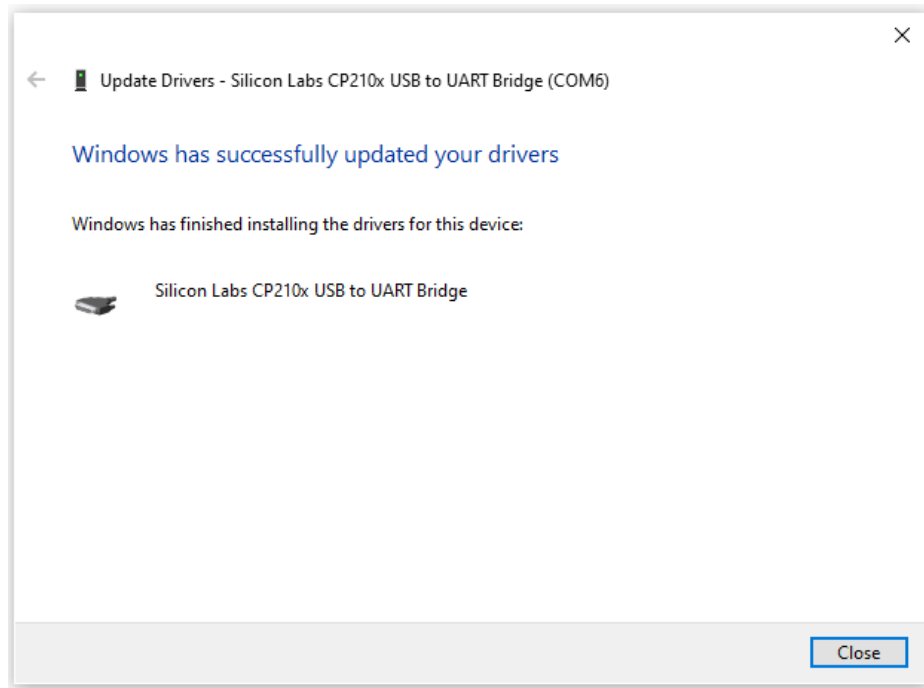 Update Drivers - Silicon Labs CP210x USB to UART Bridge (COM6)
Windows has successfully updated your drivers
Windows has finished installing the drivers for this device:
Silicon Labs CP210x USB to UART Bridge
Close